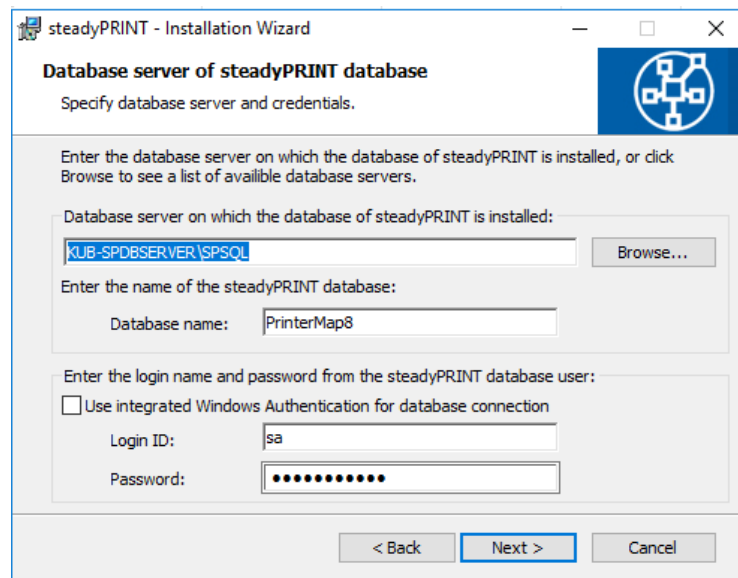 steadyPRINT - Installation Wizard
Database server of steadyPRINT database
Specify database server and credentials.
Enter the database server on which the database of steadyPRINT is installed, or click
Browse to see a list of availible database servers.
Database server on which the database of steadyPRINT is installed:
KUB-SPDBSERVER\SPSQL
Browse...
Enter the name of the steadyPRINT database:
Database name:
PrinterMap8
Enter the login name and password from the steadyPRINT database user:
Use integrated Windows Authentication for database connection
Login ID:
sa
Password:
●●●●●●●●●●●
< Back
Next >
Cancel